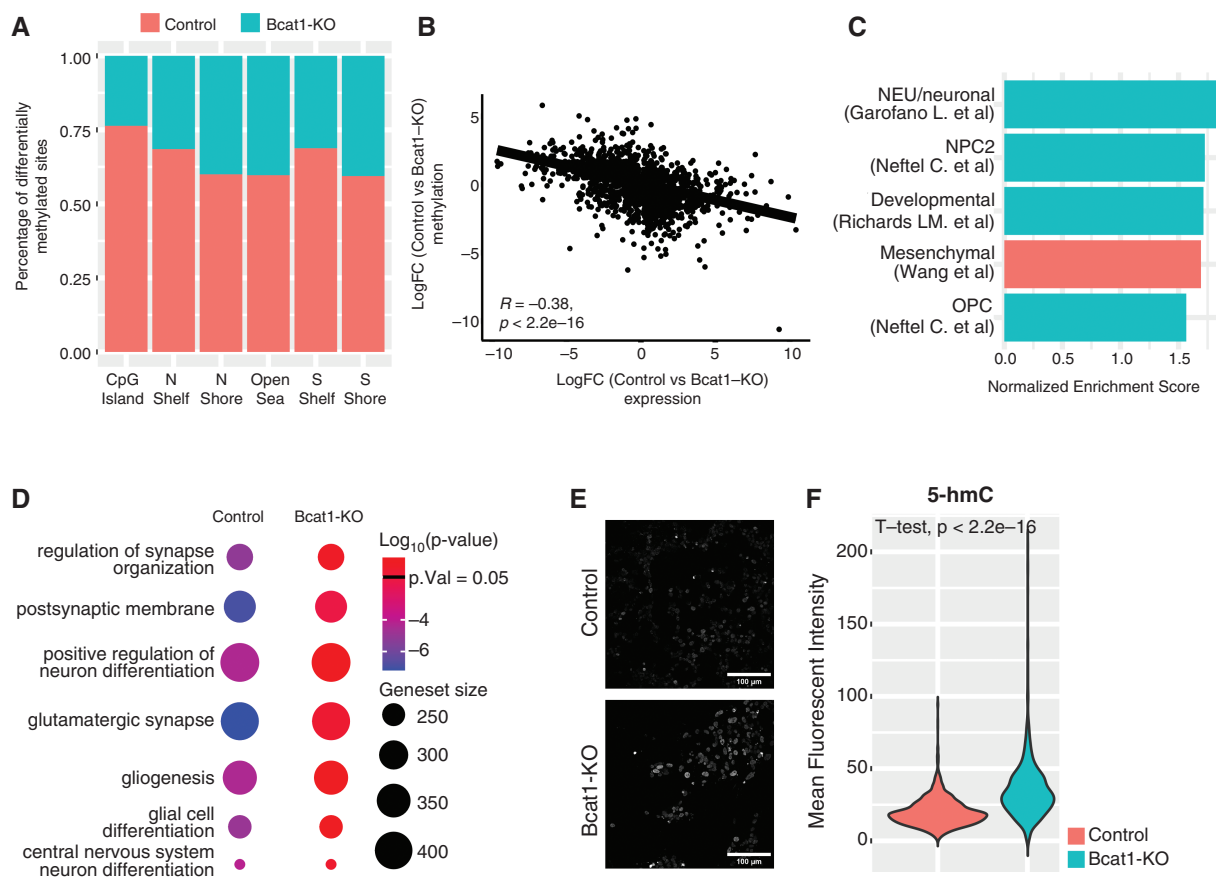 Control
Bcat1-KO
A
Percentage of differentially
methylated sites
1.00
0.75
0.50
0.25
0.00
CpG
Island
N
Shelf
N
Shore
Open
Sea
S
Shelf
S
Shore
B
LogFC (Control vs Bcat1–KO)
methylation
5
0
−5
−10
R = −0.38,
p < 2.2e−16
−10
−5
0
5
10
LogFC (Control vs Bcat1–KO)
expression
C
NEU/neuronal
(Garofano L. et al)
NPC2
(Neftel C. et al)
Developmental
(Richards LM. et al)
Mesenchymal
(Wang et al)
OPC
(Neftel C. et al)
0.0
0.5
1.0
1.5
Normalized Enrichment Score
D
Control
Bcat1-KO
regulation of synapse
organization
postsynaptic membrane
positive regulation of
neuron differentiation
glutamatergic synapse
gliogenesis
glial cell
differentiation
central nervous system
neuron differentiation
Log10(p-value)
p.Val = 0.05
−4
−6
Geneset size
250
300
350
400
E
Control
100 µm
Bcat1-KO
100 µm
F
5-hmC
T–test, p < 2.2e−16
Mean Fluorescent Intensity
200
150
100
50
0
Control
Bcat1-KO